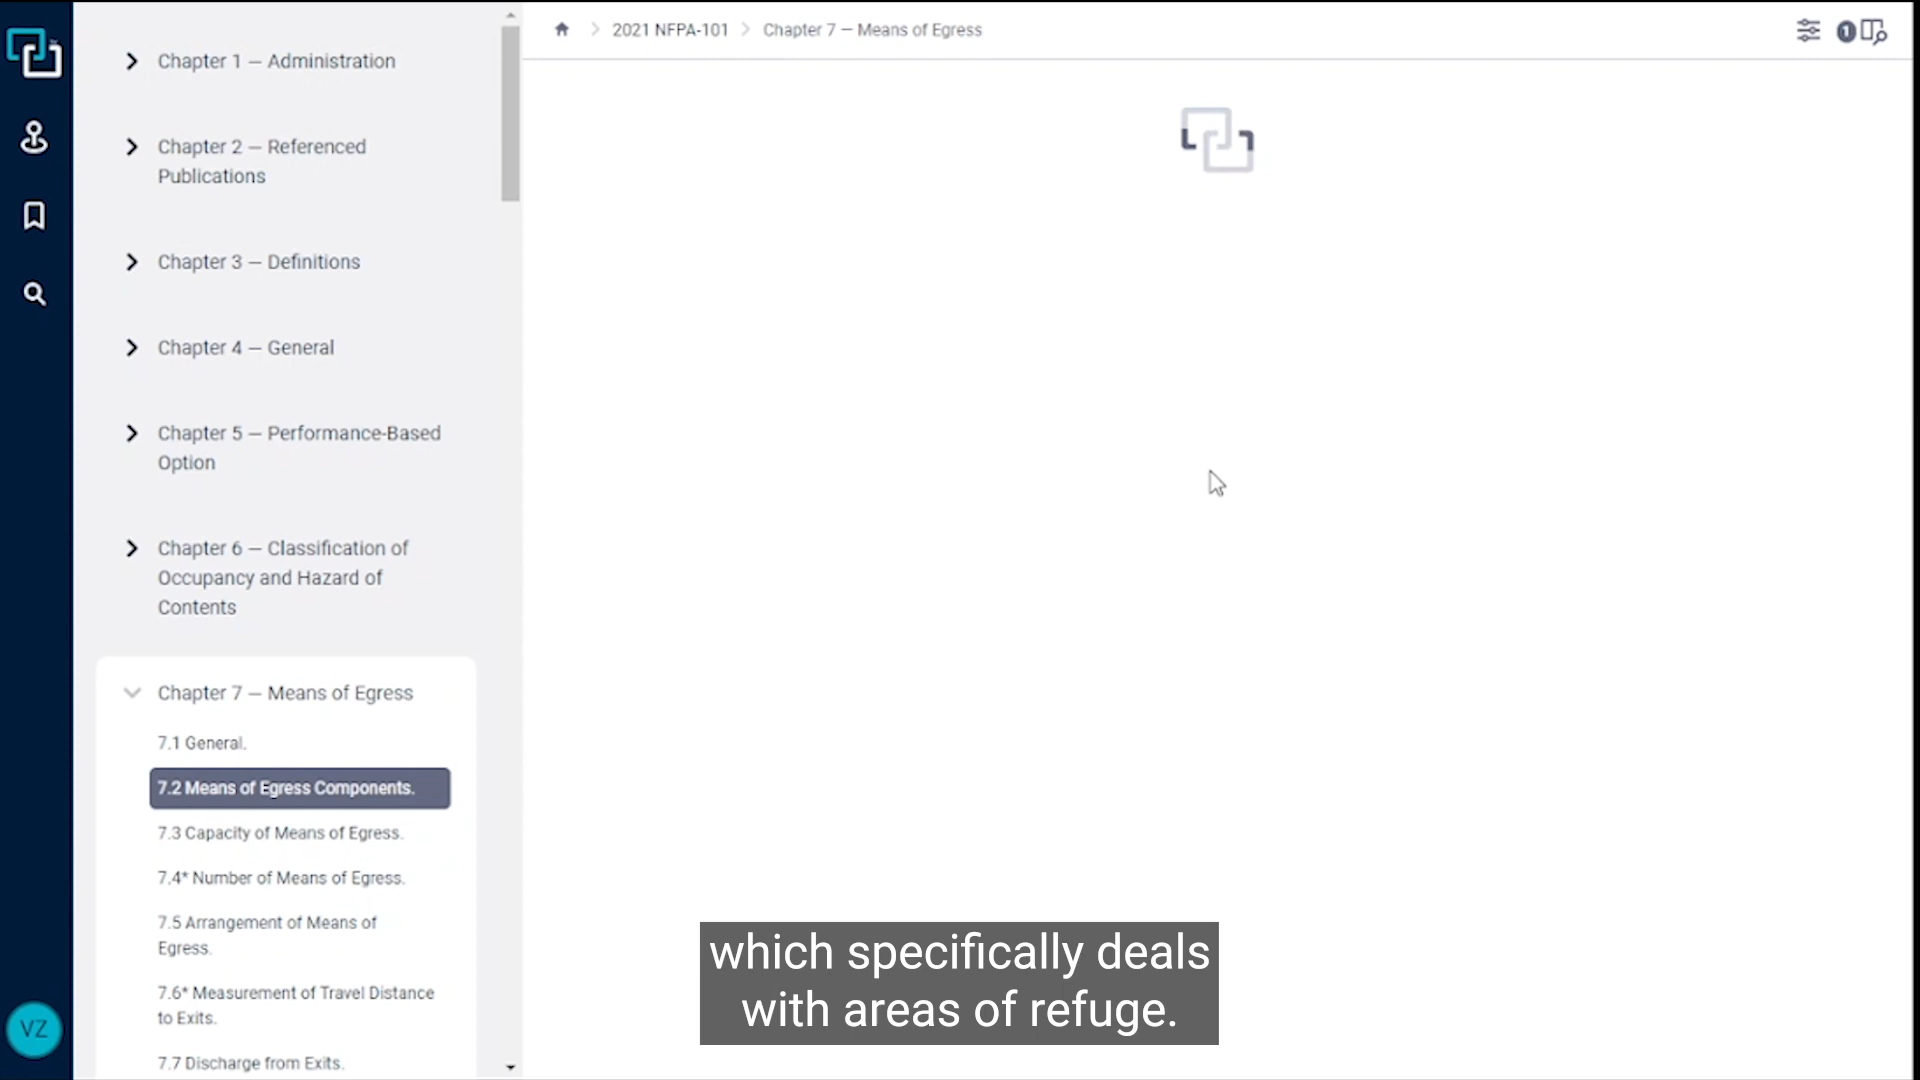 2021 NFPA-101
Chapter 7 — Means of Egress
1
Chapter 1 — Administration
Chapter 2 — Referenced
Publications
Chapter 3 — Definitions
Chapter 4 — General
Chapter 5 — Performance-Based
Option
Chapter 6 — Classification of
Occupancy and Hazard of
Contents
Chapter 7 — Means of Egress
7.1 General.
7.2 Means of Egress Components.
7.3 Capacity of Means of Egress.
7.4* Number of Means of Egress.
7.5 Arrangement of Means of
Egress.
7.6* Measurement of Travel Distance
to Exits.
7.7 Discharge from Exits.
VZ
which specifically deals
with areas of refuge.